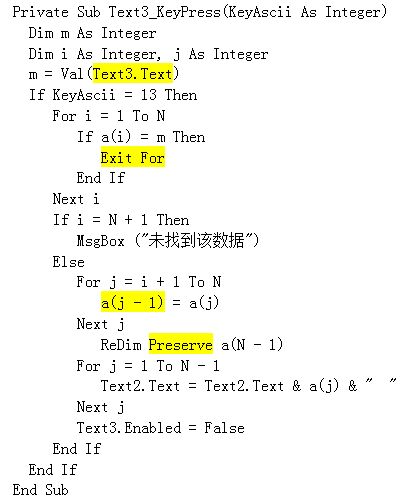 Private Sub Text3_KeyPress(KeyAscii As Integer)
Dim m As Integer
Dim i As Integer, j As Integer
m = Val(Text3.Text)
If KeyAscii = 13 Then
For i = 1 To N
If a(i) = m Then
Exit For
End If
Next i
If i = N + 1 Then
MsgBox ("未找到该数据")
Else
For j = i + 1 To N
a(j - 1) = a(j)
Next j
ReDim Preserve a(N - 1)
For j = 1 To N - 1
Text2.Text = Text2.Text & a(j) & "  "
Next j
Text3.Enabled = False
End If
End If
End Sub